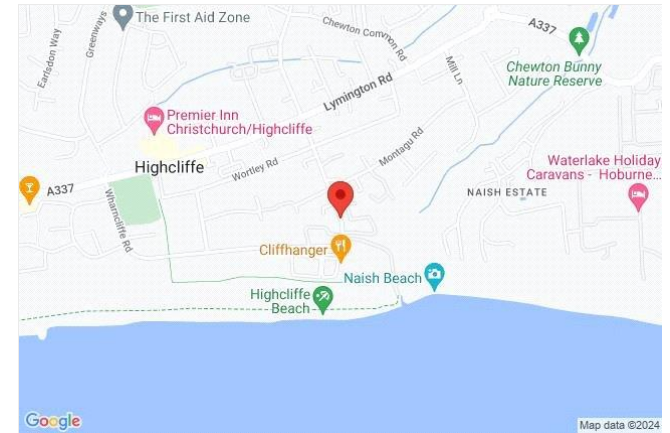 The First Aid Zone
Earlsdon Way
Greenways
Chewton Common Rd
A337
Mill Ln
Chewton Bunny
Nature Reserve
Lymington Rd
Premier Inn
Christchurch/Highcliffe
Montagu Rd
Highcliffe
Wortley Rd
Waterlake Holiday
Caravans - Hoburne...
A337
NAISH ESTATE
Wharncliffe Rd
Cliffhanger
Naish Beach
Highcliffe
Beach
Google
Map data ©2024